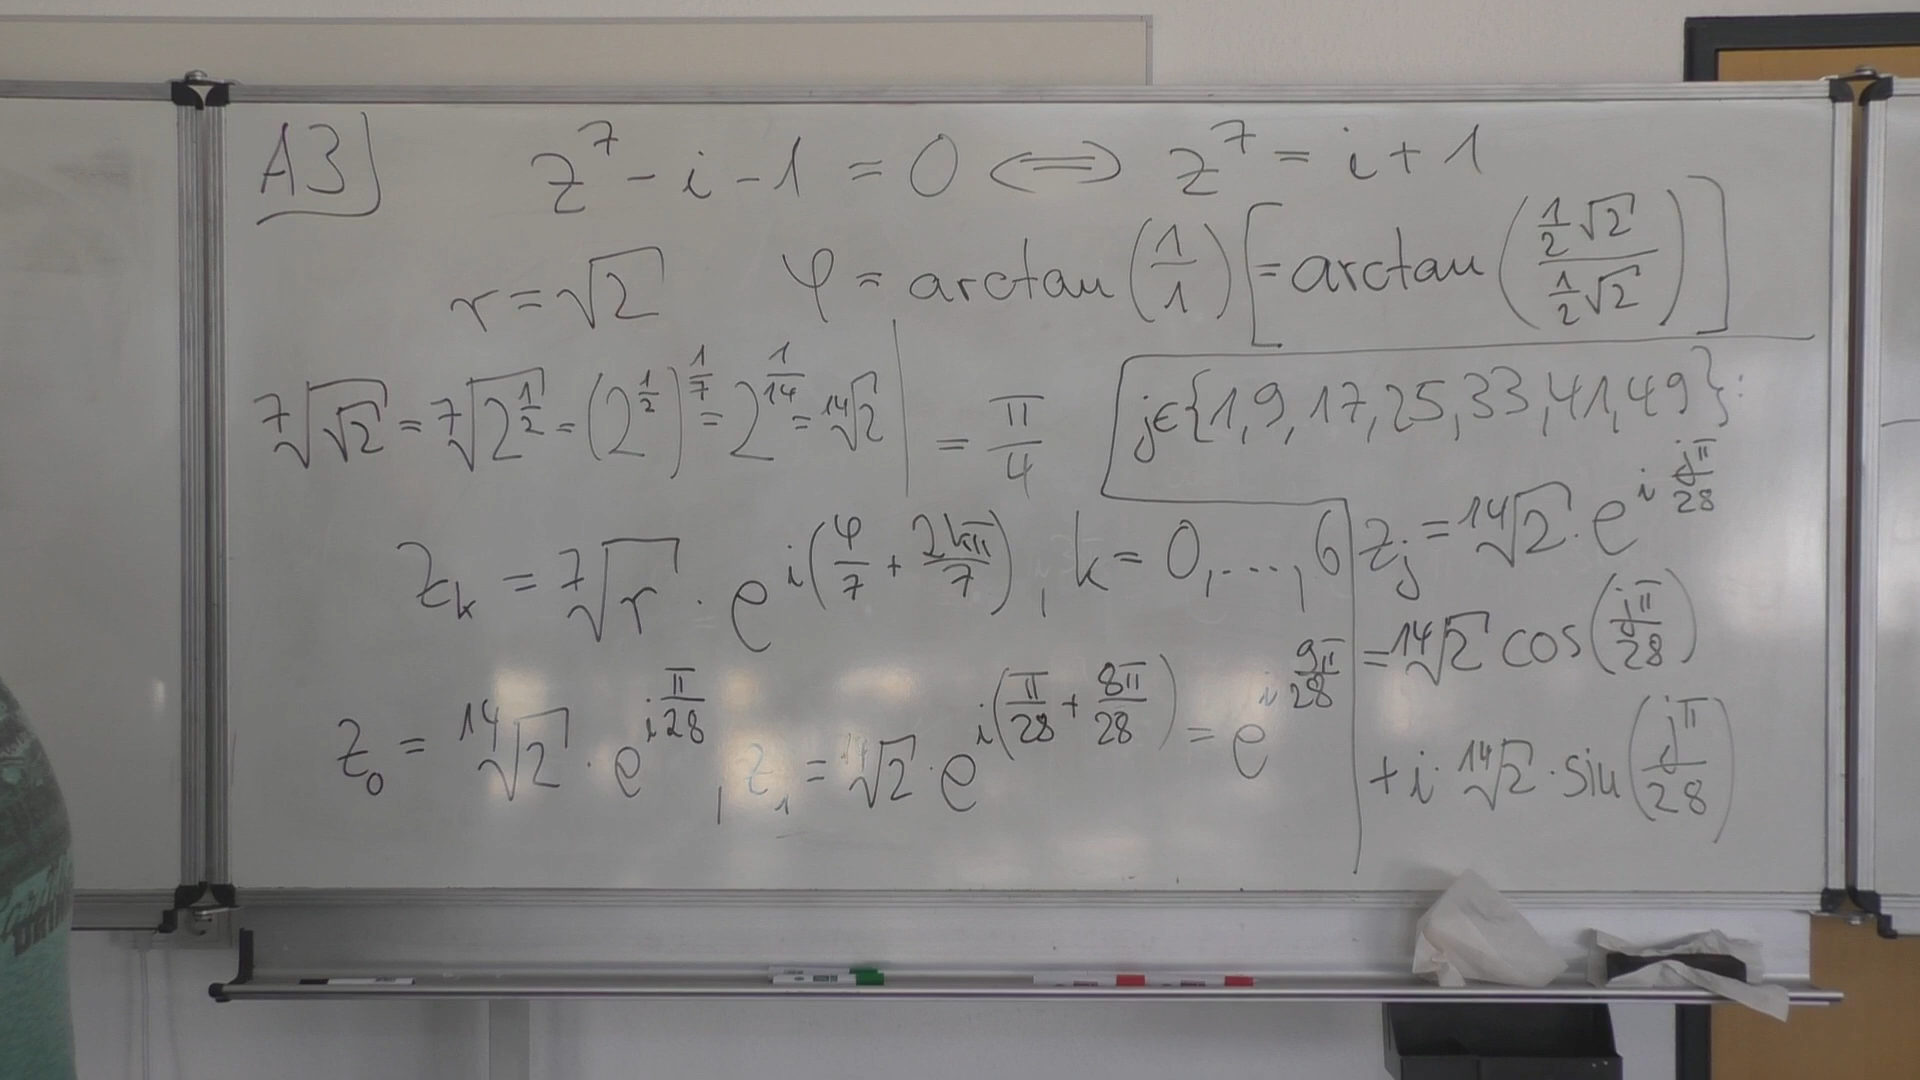 A3)
z⁷ - i - 1 = 0 ⟺ z⁷ = i + 1
r = √2 φ = arctan(1/1) [= arctan((1/2 √2)/(1/2 √2))]
⁷√(√2) = ⁷√(2^(1/2)) = (2^(1/2))^(1/7) = 2^(1/14) = ¹⁴√2
= π/4
z_k = ⁷√r · e^(i(φ/7 + 2kπ/7)), k = 0, ..., 6
z_0 = ¹⁴√2 · e^(i π/28), z_1 = ¹⁴√2 · e^(i(π/28 + 8π/28)) = e^(i 9π/28)
j∈{1, 9, 17, 25, 33, 41, 49}:
z_j = ¹⁴√2 · e^(i jπ/28)
= ¹⁴√2 cos(jπ/28)
+ i · ¹⁴√2 · sin(jπ/28)